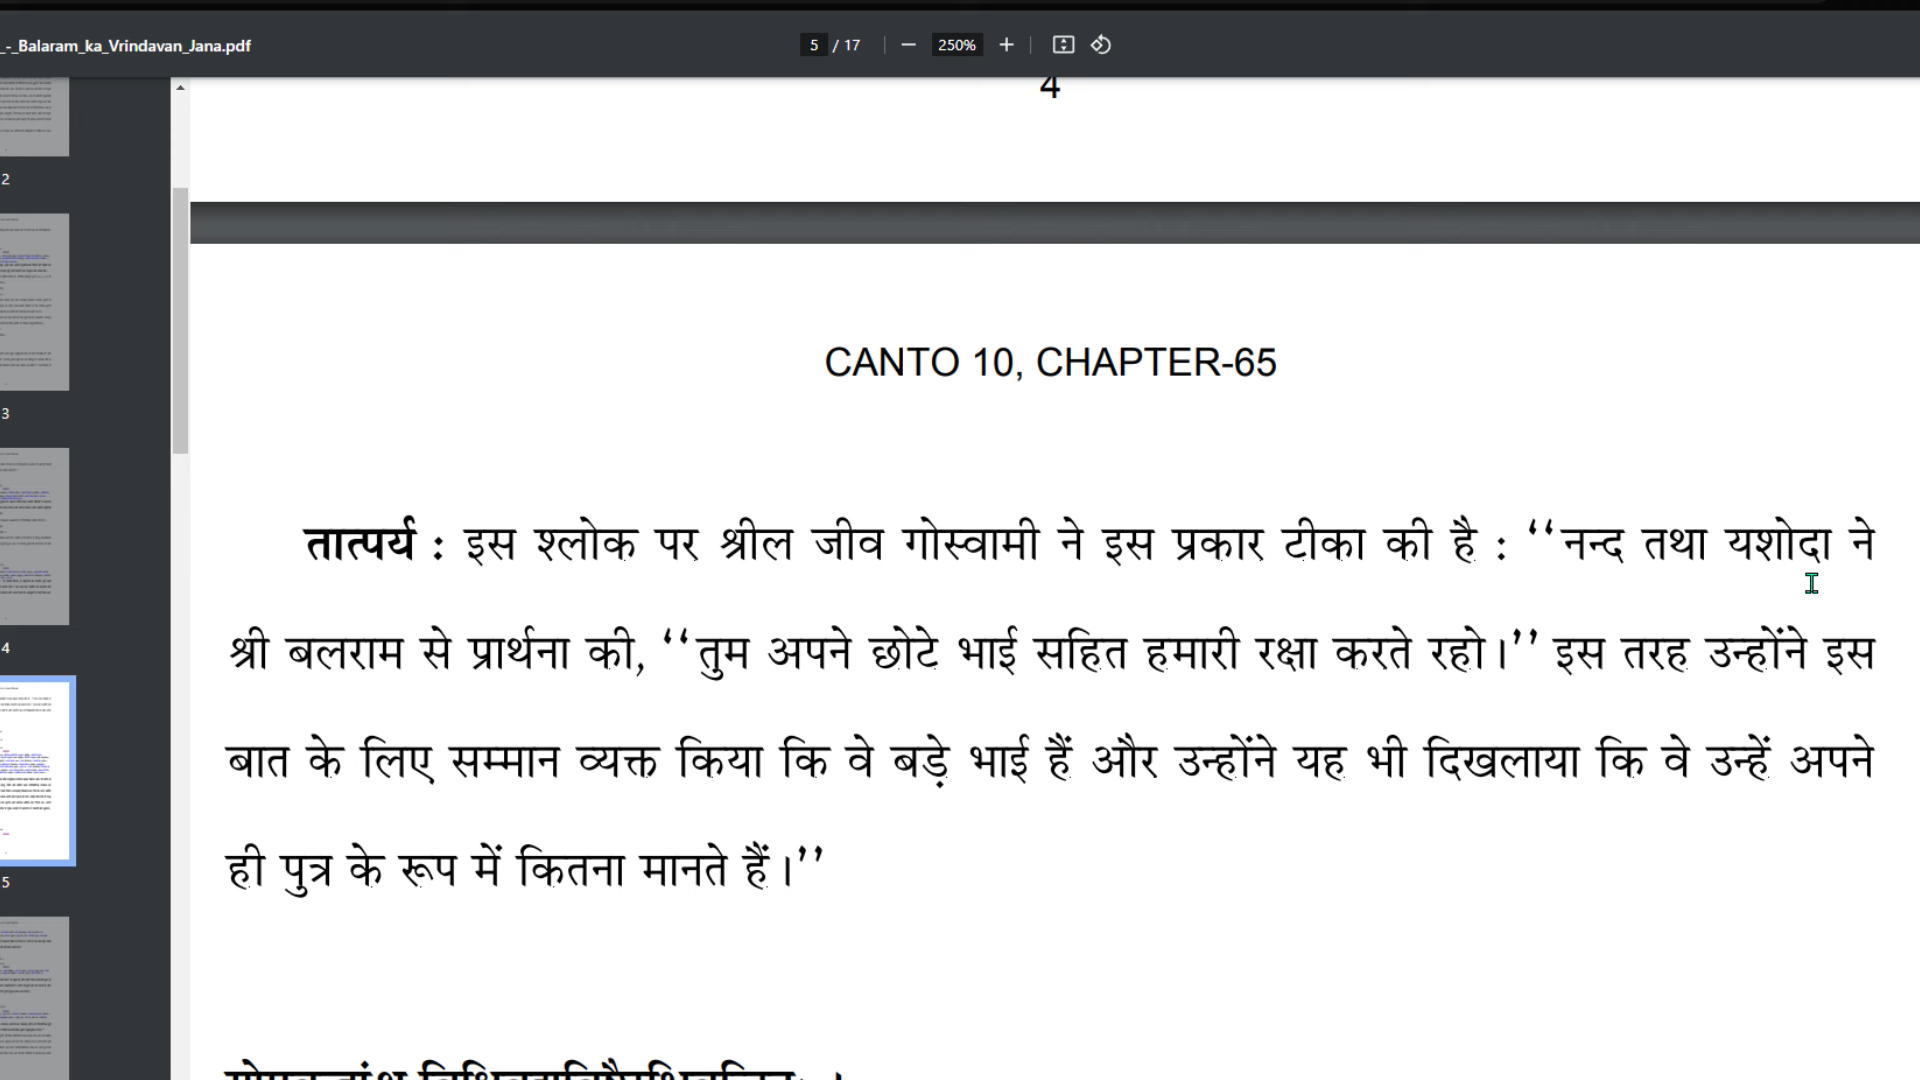 _-_Balaram_ka_Vrindavan_Jana.pdf
5 / 17
250%
4
2
3
4
5
CANTO 10, CHAPTER-65
तात्पर्य : इस श्लोक पर श्रील जीव गोस्वामी ने इस प्रकार टीका की है : ‘‘नन्द तथा यशोदा ने
श्री बलराम से प्रार्थना की, ‘‘तुम अपने छोटे भाई सहित हमारी रक्षा करते रहो।’’ इस तरह उन्होंने इस
बात के लिए सम्मान व्यक्त किया कि वे बड़े भाई हैं और उन्होंने यह भी दिखलाया कि वे उन्हें अपने
ही पुत्र के रूप में कितना मानते हैं।’’